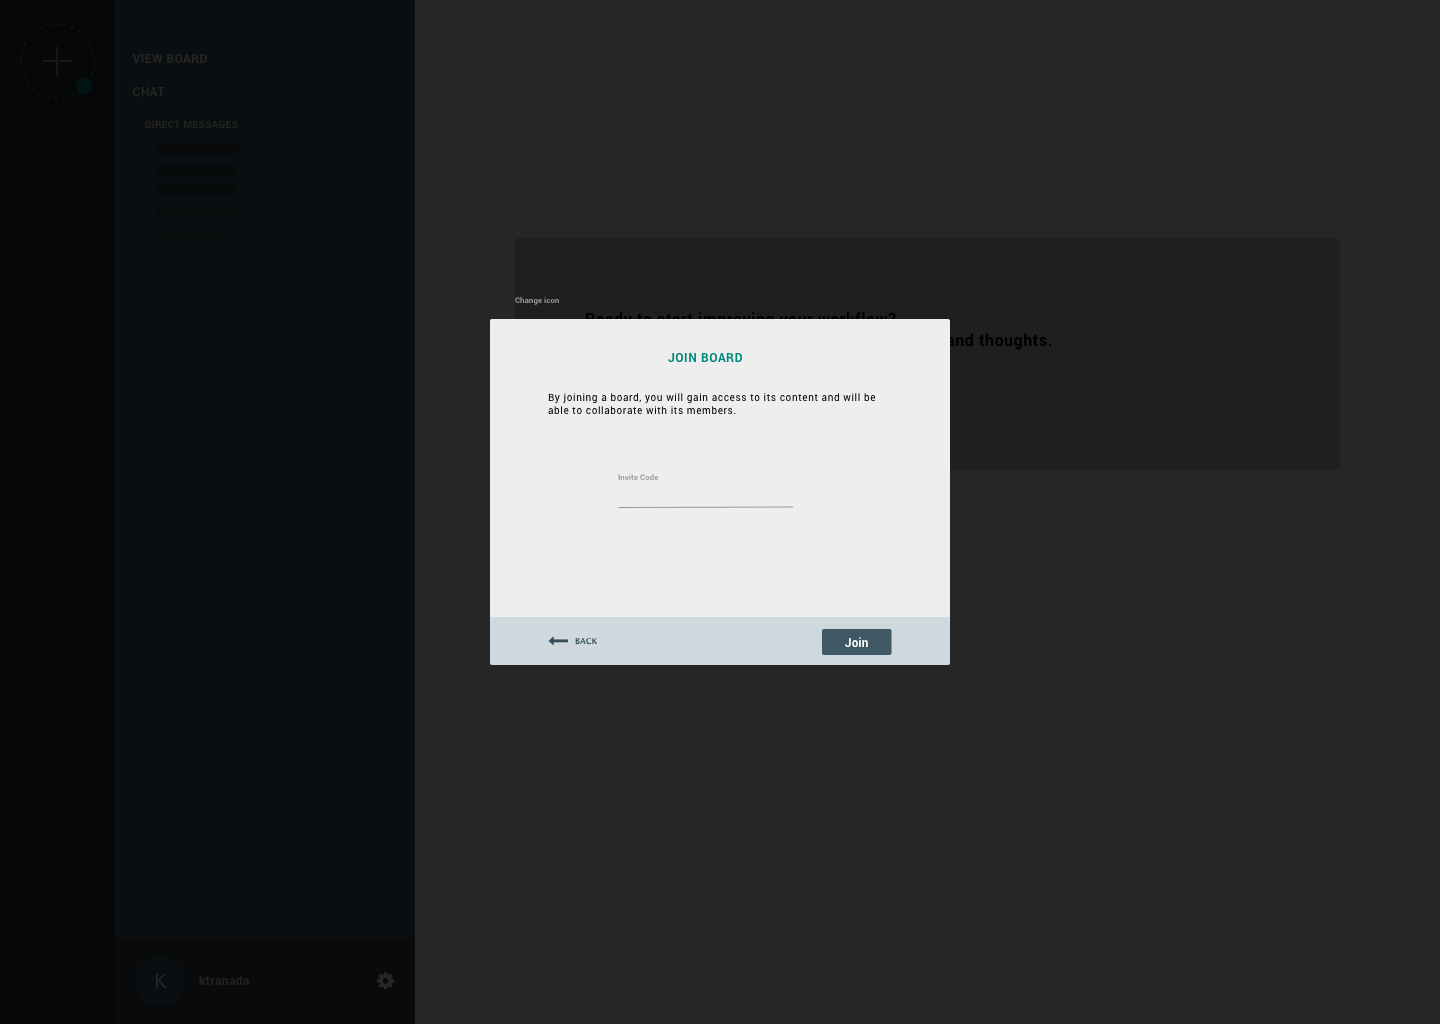 VIEW BOARD
CHAT
DIRECT MESSAGES
Change icon
Ready to start improving your workflow?
and thoughts.
JOIN BOARD
By joining a board, you will gain access to its content and will be
able to collaborate with its members.
Invite Code
BACK
Join
K
ktranada